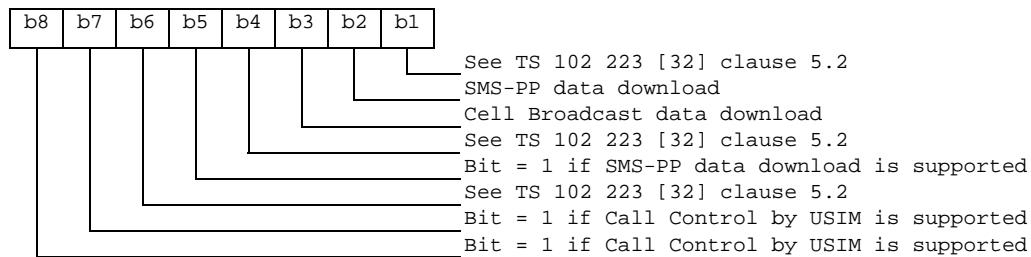 b8 b7 b6 b5 b4 b3 b2 b1
See TS 102 223 [32] clause 5.2
SMS-PP data download
Cell Broadcast data download
See TS 102 223 [32] clause 5.2
Bit = 1 if SMS-PP data download is supported
See TS 102 223 [32] clause 5.2
Bit = 1 if Call Control by USIM is supported
Bit = 1 if Call Control by USIM is supported